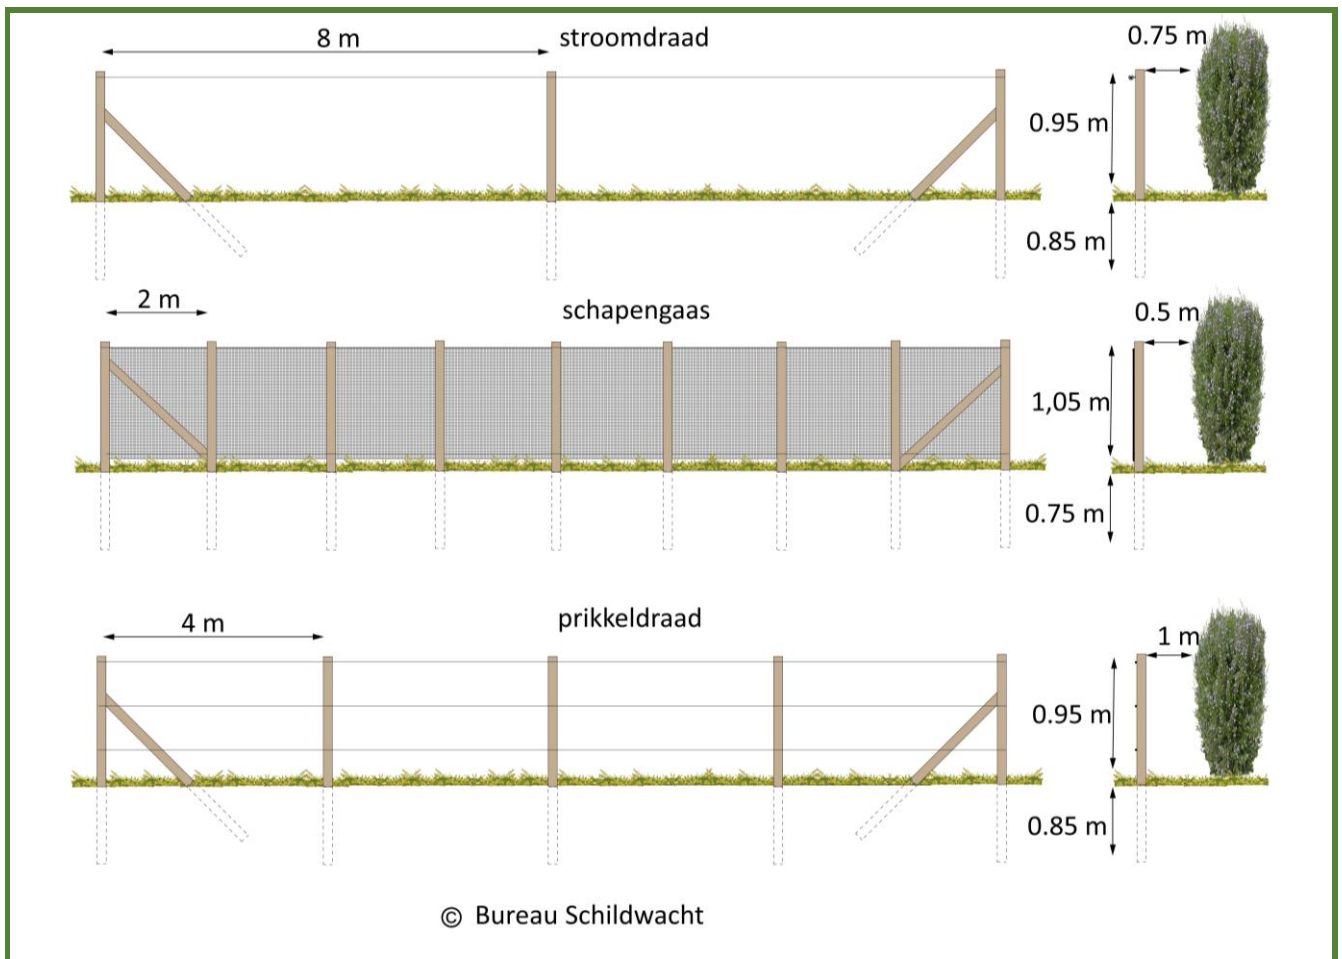 8 m
stroomdraad
0.75 m
0.95 m
0.85 m
2 m
schapengaas
0.5 m
1,05 m
0.75 m
4 m
prikkeldraad
1 m
0.95 m
0.85 m
© Bureau Schildwacht